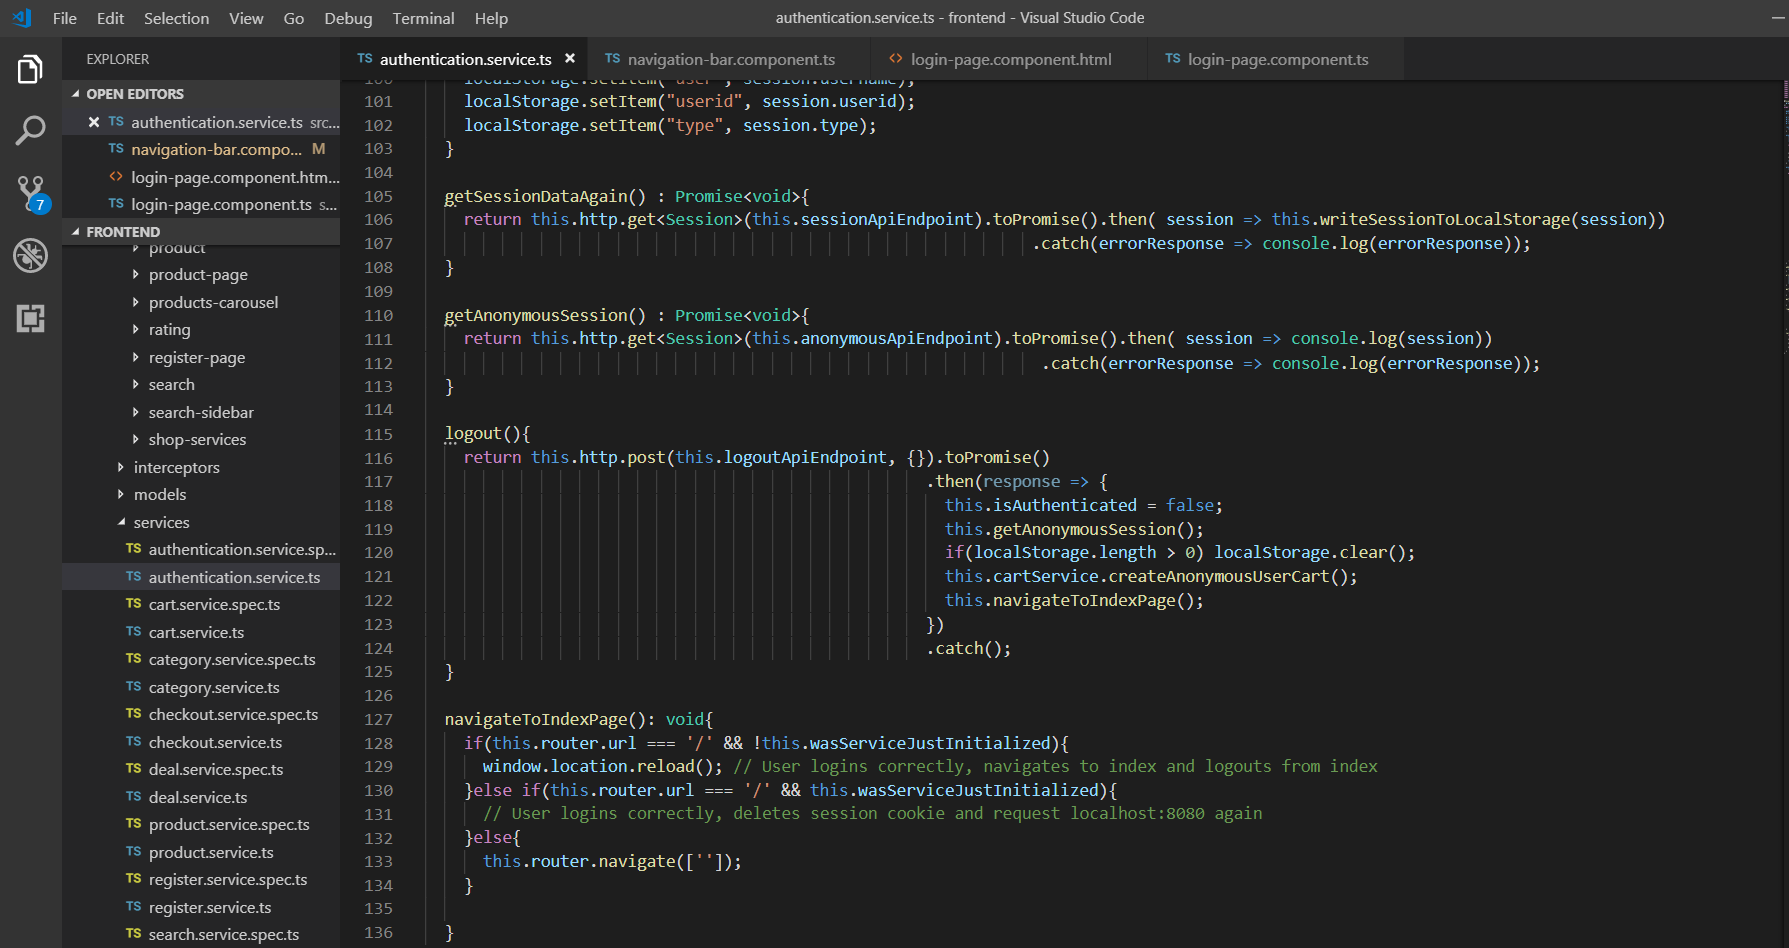 File Edit Selection View Go Debug Terminal Help
authentication.service.ts - frontend - Visual Studio Code
EXPLORER
OPEN EDITORS
TS authentication.service.ts src...
TS navigation-bar.compo... M
<> login-page.component.htm...
TS login-page.component.ts s...
7
FRONTEND
product
product-page
products-carousel
rating
register-page
search
search-sidebar
shop-services
interceptors
models
services
TS authentication.service.sp...
TS authentication.service.ts
TS cart.service.spec.ts
TS cart.service.ts
TS category.service.spec.ts
TS category.service.ts
TS checkout.service.spec.ts
TS checkout.service.ts
TS deal.service.spec.ts
TS deal.service.ts
TS product.service.spec.ts
TS product.service.ts
TS register.service.spec.ts
TS register.service.ts
TS search.service.spec.ts
TS authentication.service.ts
TS navigation-bar.component.ts
<> login-page.component.html
TS login-page.component.ts
100 localStorage.setItem("user", session.username);
101 localStorage.setItem("userid", session.userid);
102 localStorage.setItem("type", session.type);
103 }
104
105 getSessionDataAgain() : Promise<void>{
106 return this.http.get<Session>(this.sessionApiEndpoint).toPromise().then( session => this.writeSessionToLocalStorage(session))
107 .catch(errorResponse => console.log(errorResponse));
108 }
109
110 getAnonymousSession() : Promise<void>{
111 return this.http.get<Session>(this.anonymousApiEndpoint).toPromise().then( session => console.log(session))
112 .catch(errorResponse => console.log(errorResponse));
113 }
114
115 logout(){
116 return this.http.post(this.logoutApiEndpoint, {}).toPromise()
117 .then(response => {
118 this.isAuthenticated = false;
119 this.getAnonymousSession();
120 if(localStorage.length > 0) localStorage.clear();
121 this.cartService.createAnonymousUserCart();
122 this.navigateToIndexPage();
123 })
124 .catch();
125 }
126
127 navigateToIndexPage(): void{
128 if(this.router.url === '/' && !this.wasServiceJustInitialized){
129 window.location.reload(); // User logins correctly, navigates to index and logouts from index
130 }else if(this.router.url === '/' && this.wasServiceJustInitialized){
131 // User logins correctly, deletes session cookie and request localhost:8080 again
132 }else{
133 this.router.navigate(['']);
134 }
135
136 }